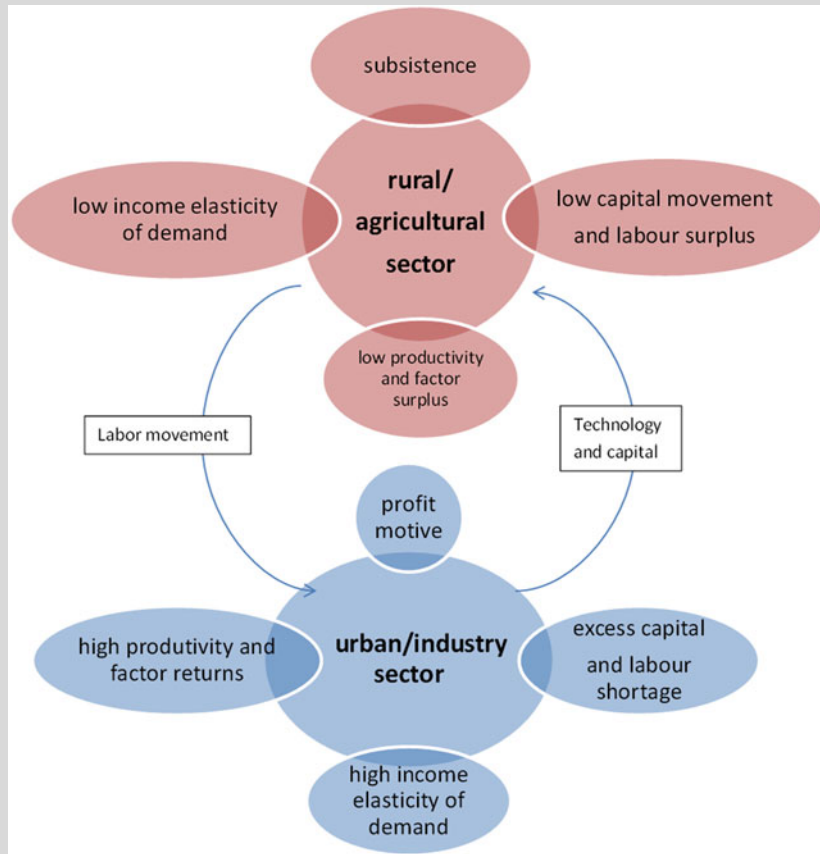 subsistence
low income elasticity
of demand
rural/
agricultural
sector
low capital movement
and labour surplus
low productivity
and factor
surplus
Labor movement
Technology
and capital
profit
motive
high produtivity and
factor returns
urban/industry
sector
excess capital
and labour
shortage
high income
elasticity of
demand